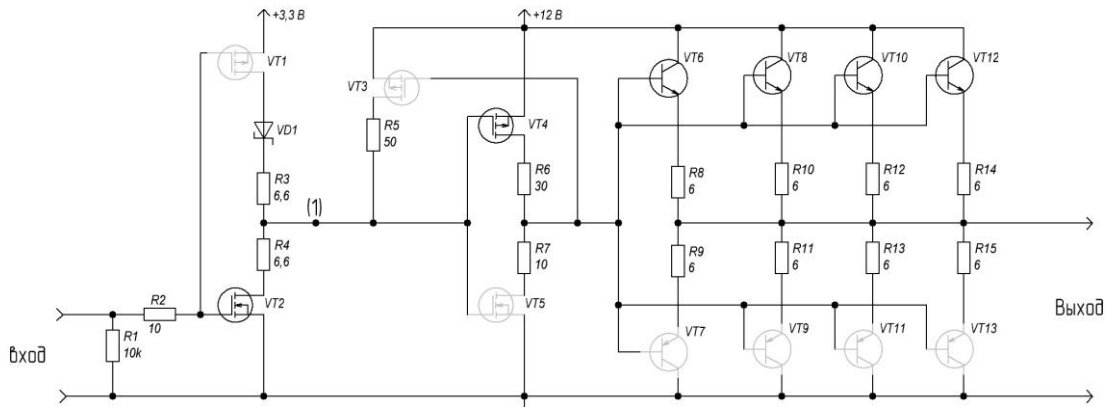 +3,3 В
+12 В
VT1
VT3
VT4
VT6
VT8
VT10
VT12
VD1
R5
50
R3
6,6
R6
30
R8
6
R10
6
R12
6
R14
6
(1)
R4
6,6
R7
10
R9
6
R11
6
R13
6
R15
6
R2
10
VT2
VT5
R1
10k
VT7
VT9
VT11
VT13
вход
Выход